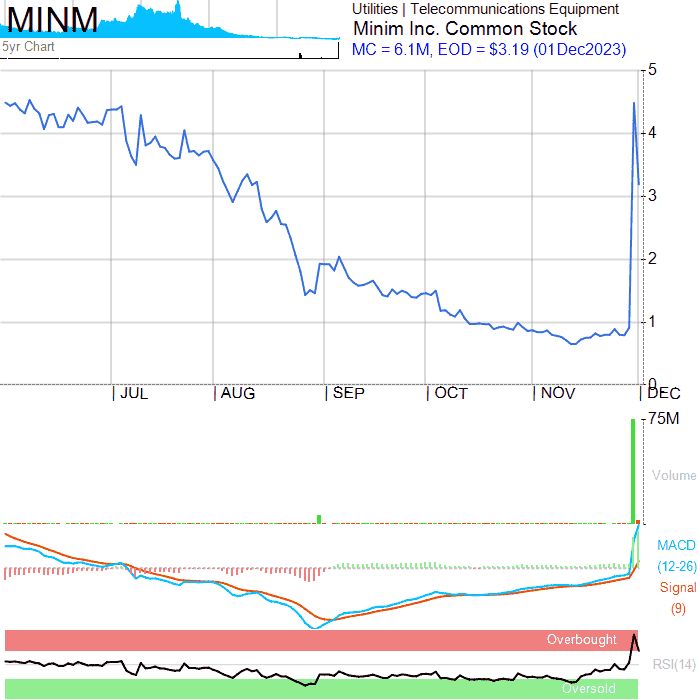 MINM
5yr Chart
Utilities | Telecommunications Equipment
Minim Inc. Common Stock
MC = 6.1M, EOD = $3.19 (01Dec2023)
5
4
3
2
1
0
JUL AUG SEP OCT NOV DEC
75M
Volume
MACD
(12-26)
Signal
(9)
Overbought
RSI(14)
Oversold